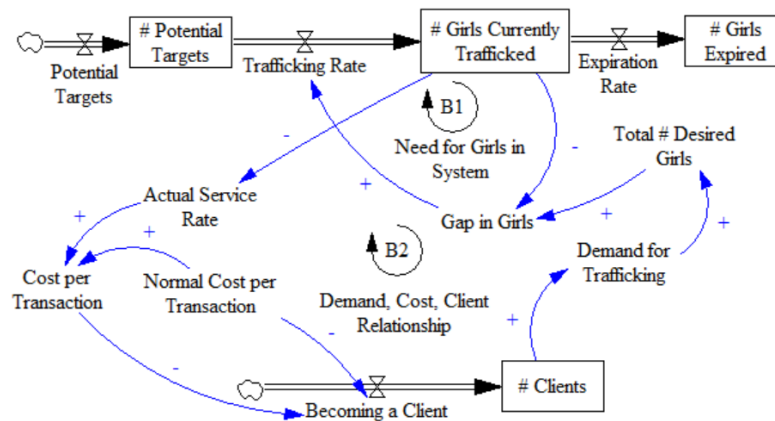 # Potential
Targets
# Girls Currently
Trafficked
# Girls
Expired
Potential
Targets
Trafficking Rate
Expiration
Rate
B1
Need for Girls in
System
Total # Desired
Girls
-
-
+
Actual Service
Rate
Gap in Girls
+
+
+
+
B2
Demand for
Trafficking
Cost per
Transaction
Normal Cost per
Transaction
Demand, Cost, Client
Relationship
+
-
-
# Clients
Becoming a Client